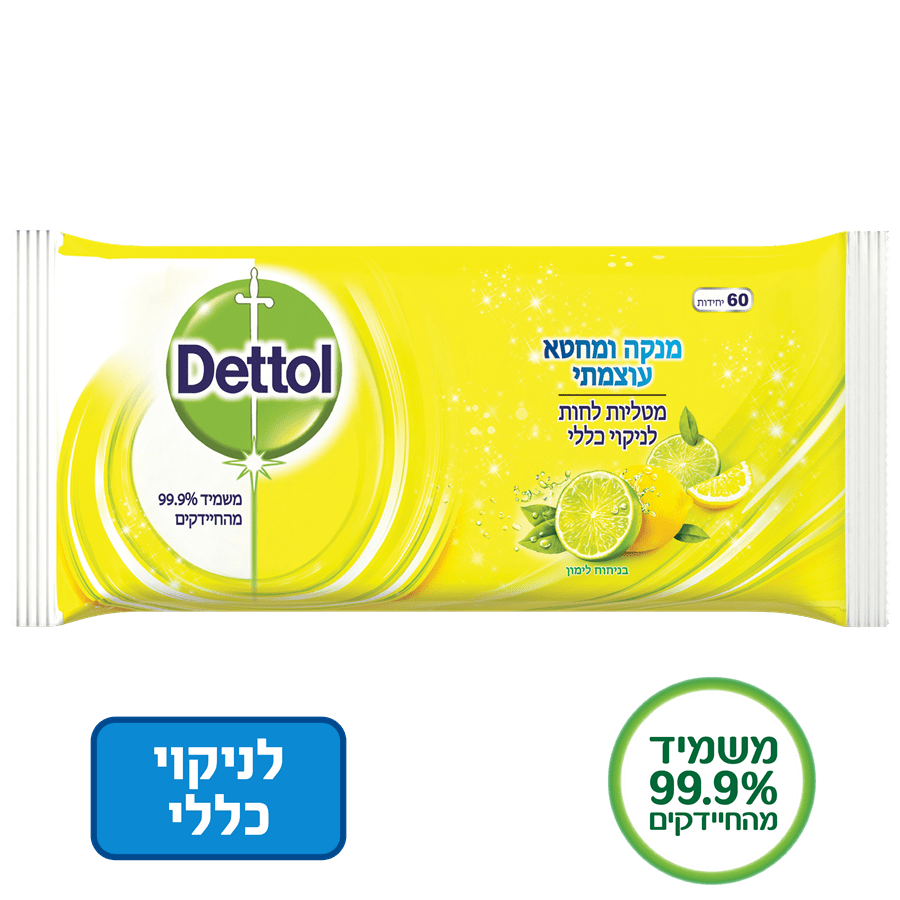 Dettol
משמיד 99.9%
מהחיידקים
60 יחידות
מנקה ומחטא
עוצמתי
מטליות לחות
לניקוי כללי
בניחוח לימון
לניקוי
כללי
משמיד
99.9%
מהחיידקים